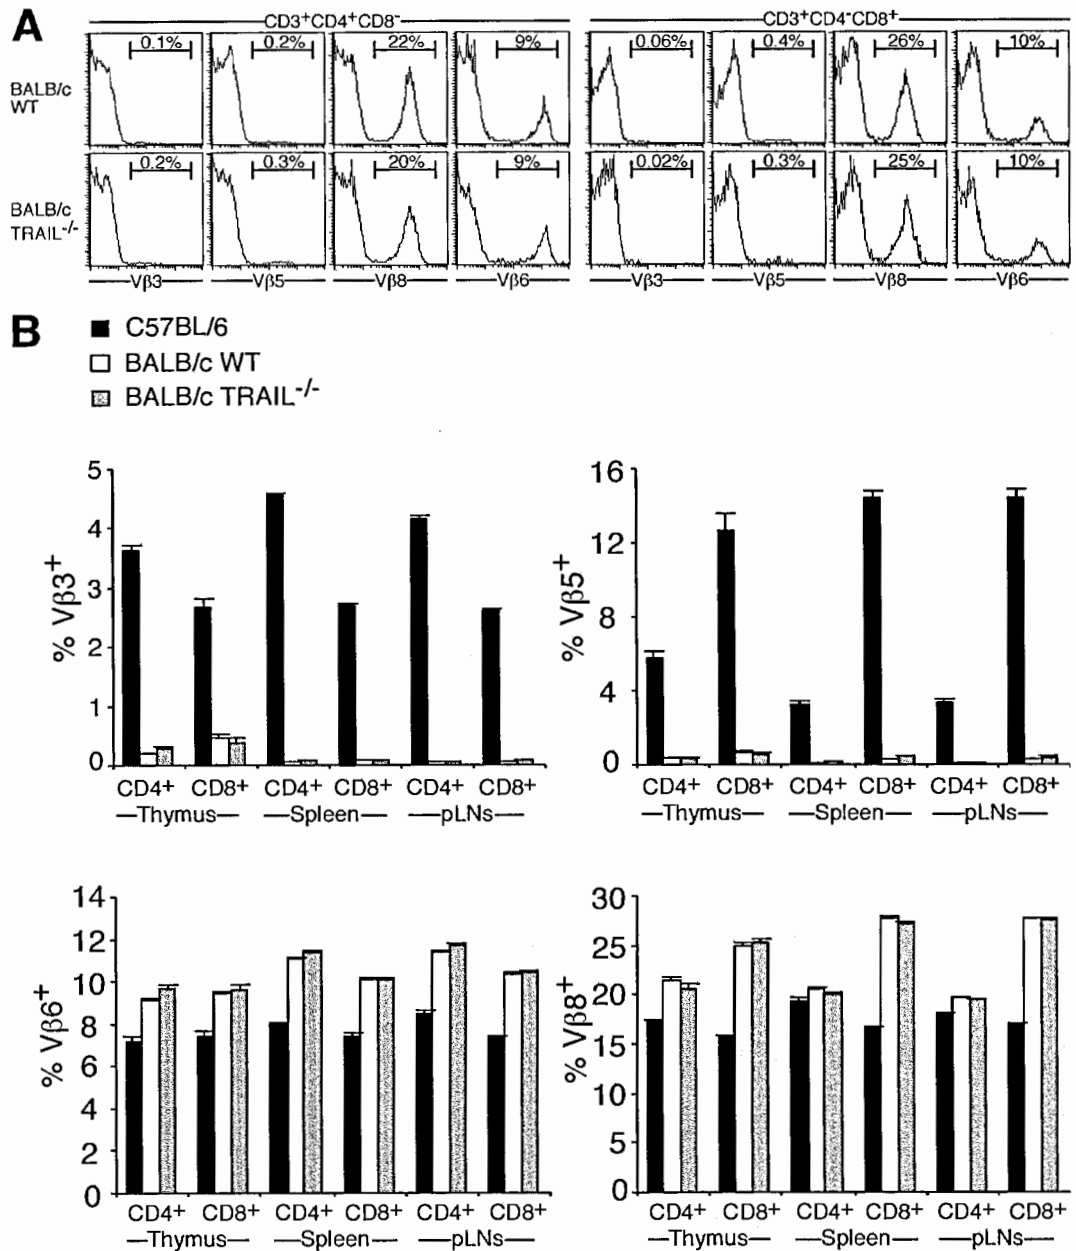 A
CD3+CD4+CD8- CD3+CD4-CD8+
BALB/c WT
0.1% 0.2% 22% 9% 0.06% 0.4% 26% 10%
BALB/c TRAIL-/-
0.2% 0.3% 20% 9% 0.02% 0.3% 25% 10%
Vβ3 Vβ5 Vβ8 Vβ6 Vβ3 Vβ5 Vβ8 Vβ6
B
C57BL/6
BALB/c WT
BALB/c TRAIL-/-
% Vβ3+
5
4
3
2
1
0
CD4+ CD8+ CD4+ CD8+ CD4+ CD8+
Thymus Spleen pLNs
% Vβ5+
16
12
8
4
0
CD4+ CD8+ CD4+ CD8+ CD4+ CD8+
Thymus Spleen pLNs
% Vβ6+
14
12
10
8
6
4
2
0
CD4+ CD8+ CD4+ CD8+ CD4+ CD8+
Thymus Spleen pLNs
% Vβ8+
30
25
20
15
10
5
0
CD4+ CD8+ CD4+ CD8+ CD4+ CD8+
Thymus Spleen pLNs